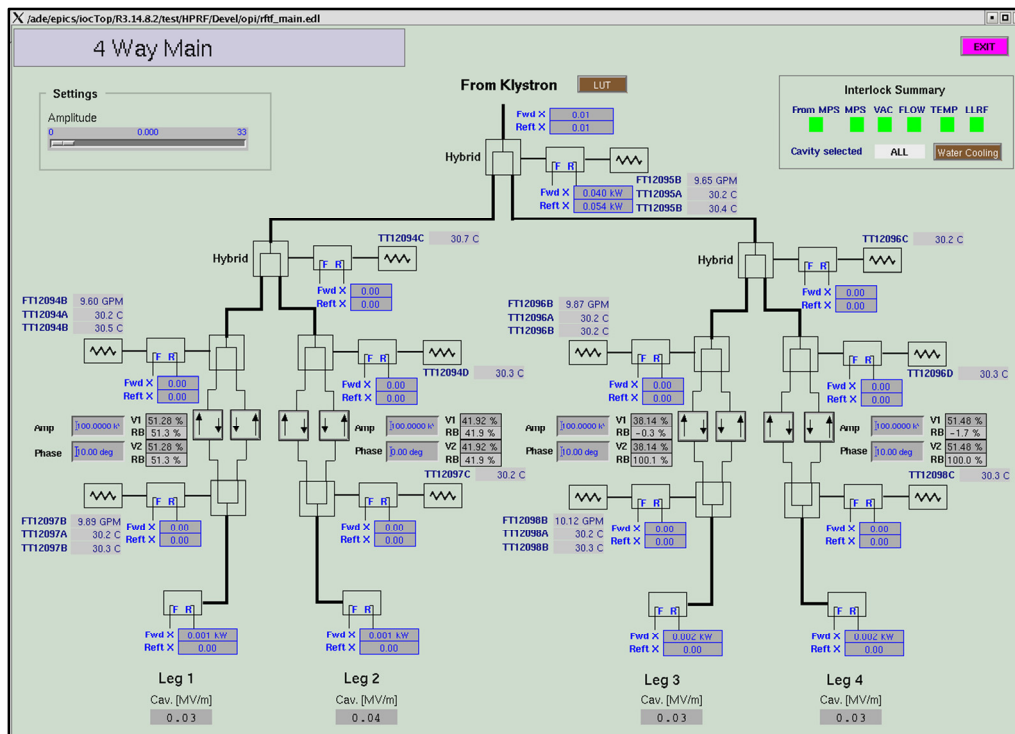 X /ade/epics/iocTop/R3.14.8.2/test/HPRF/Devel/opi/rftf_main.edl
4 Way Main
EXIT
Settings
Amplitude
0 0.000 33
From Klystron LUT
Fwd X 0.01
Reft X 0.01
Interlock Summary
From MPS MPS VAC FLOW TEMP LLRF
Cavity selected ALL Water Cooling
Hybrid
F R
Fwd X 0.040 kW
Reft X 0.054 kW
FT12095B 9.65 GPM
TT12095A 30.2 C
TT12095B 30.4 C
Hybrid
F R
TT12094C 30.7 C
Fwd X 0.00
Reft X 0.00
Hybrid
F R
TT12096C 30.2 C
Fwd X 0.00
Reft X 0.00
FT12094B 9.60 GPM
TT12094A 30.2 C
TT12094B 30.5 C
F R
Fwd X 0.00
Reft X 0.00
F R
TT12094D 30.3 C
Fwd X 0.00
Reft X 0.00
FT12096B 9.87 GPM
TT12096A 30.2 C
TT12096B 30.2 C
F R
Fwd X 0.00
Reft X 0.00
F R
TT12096D 30.3 C
Fwd X 0.00
Reft X 0.00
Amp 100.0000 k
Phase 0.00 deg
V1 51.28 %
RB 51.3 %
V2 51.28 %
RB 51.3 %
Amp 100.0000 k
Phase 0.00 deg
V1 41.92 %
RB 41.9 %
V2 41.92 %
RB 41.9 %
Amp 100.0000 k
Phase 0.00 deg
V1 38.14 %
RB -0.3 %
V2 38.14 %
RB 100.1 %
Amp 100.0000 k
Phase 0.00 deg
V1 51.48 %
RB -1.7 %
V2 51.48 %
RB 100.0 %
F R
Fwd X 0.00
Reft X 0.00
FT12097B 9.89 GPM
TT12097A 30.2 C
TT12097B 30.3 C
TT12097C 30.2 C
F R
Fwd X 0.00
Reft X 0.00
F R
Fwd X 0.00
Reft X 0.00
FT12098B 10.12 GPM
TT12098A 30.2 C
TT12098B 30.3 C
TT12098C 30.3 C
F R
Fwd X 0.00
Reft X 0.00
F R
Fwd X 0.001 kW
Reft X 0.00
F R
Fwd X 0.001 kW
Reft X 0.00
F R
Fwd X 0.002 kW
Reft X 0.00
F R
Fwd X 0.002 kW
Reft X 0.00
Leg 1
Cav. [MV/m]
0.03
Leg 2
Cav. [MV/m]
0.04
Leg 3
Cav. [MV/m]
0.03
Leg 4
Cav. [MV/m]
0.03